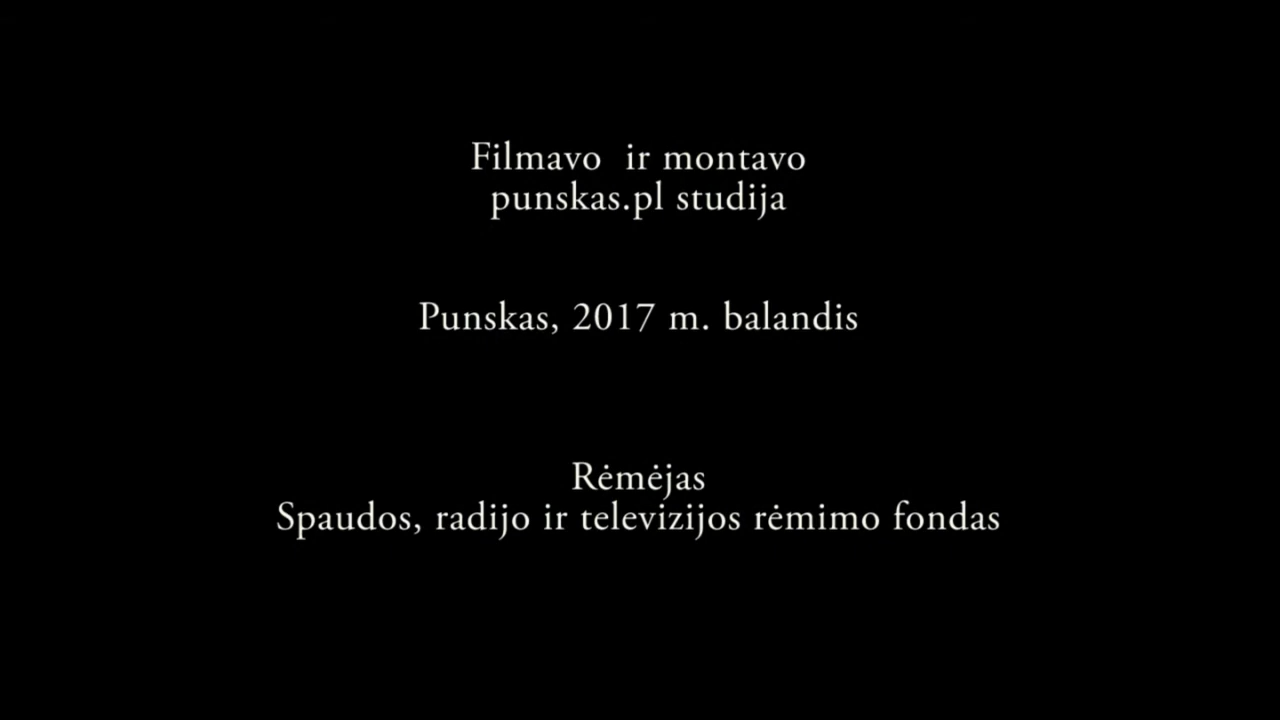 Filmavo ir montavo
punskas.pl studija
Punskas, 2017 m. balandis
Rėmėjas
Spaudos, radijo ir televizijos rėmimo fondas